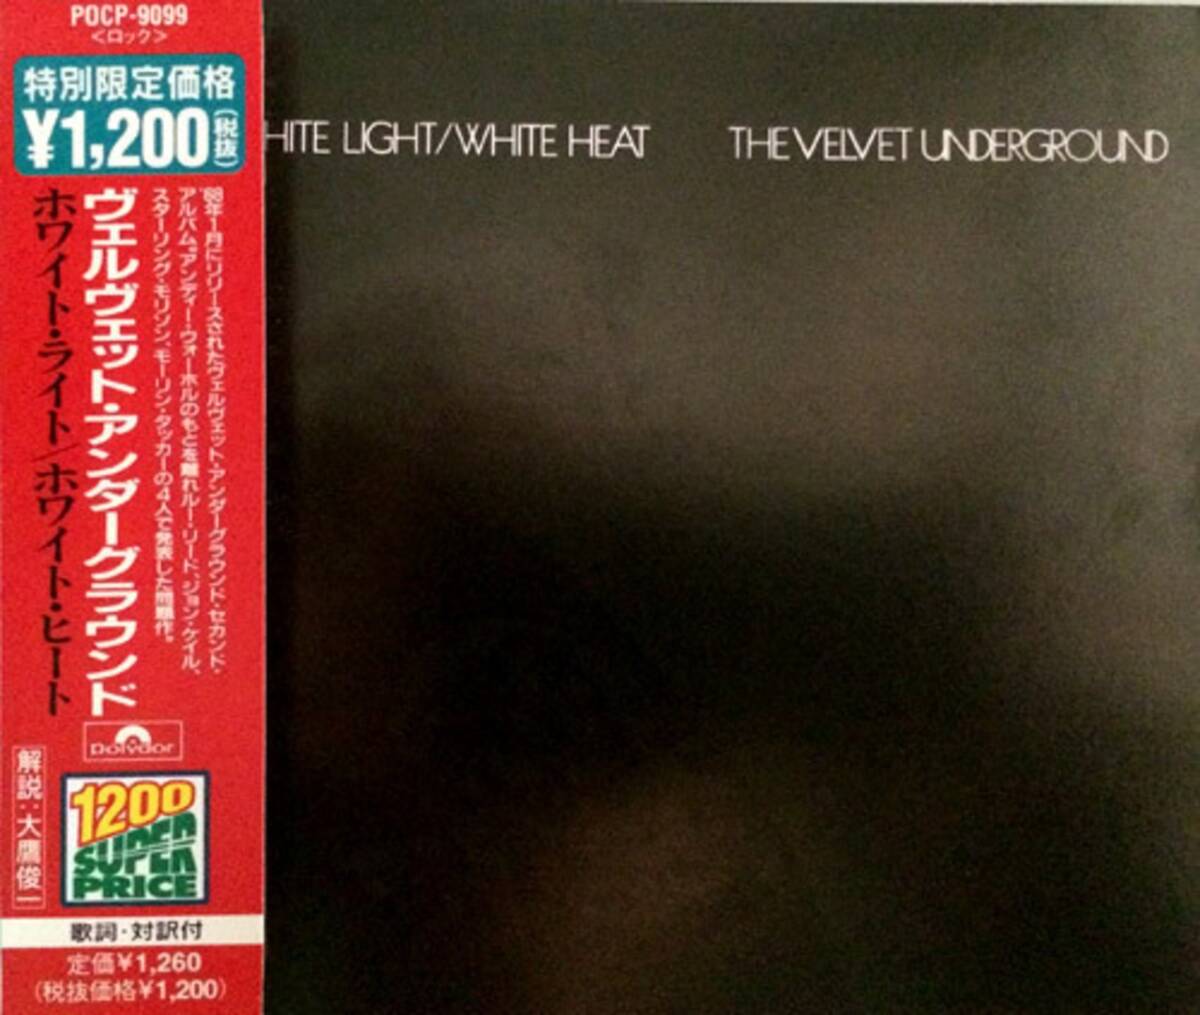 POCP-9099
<ロック>
特別限定価格
¥1,200(税抜)
'68年1月にリリースされたヴェルヴェット・アンダーグラウンド・セカンド・
アルバム。アンディー・ウォーホルのもとを離れルー・リード、ジョン・ケイル、
スターリング・モリソン、モーリン・タッカーの4人で発表した問題作。
ヴェルヴェット・アンダーグラウンド
ホワイト・ライト/ホワイト・ヒート
Polydor
解説:大鷹俊一
1200
SUPER
PRICE
歌詞・対訳付
定価¥1,260
(税抜価格¥1,200)
HITE LIGHT/WHITE HEAT
THE VELVET UNDERGROUND